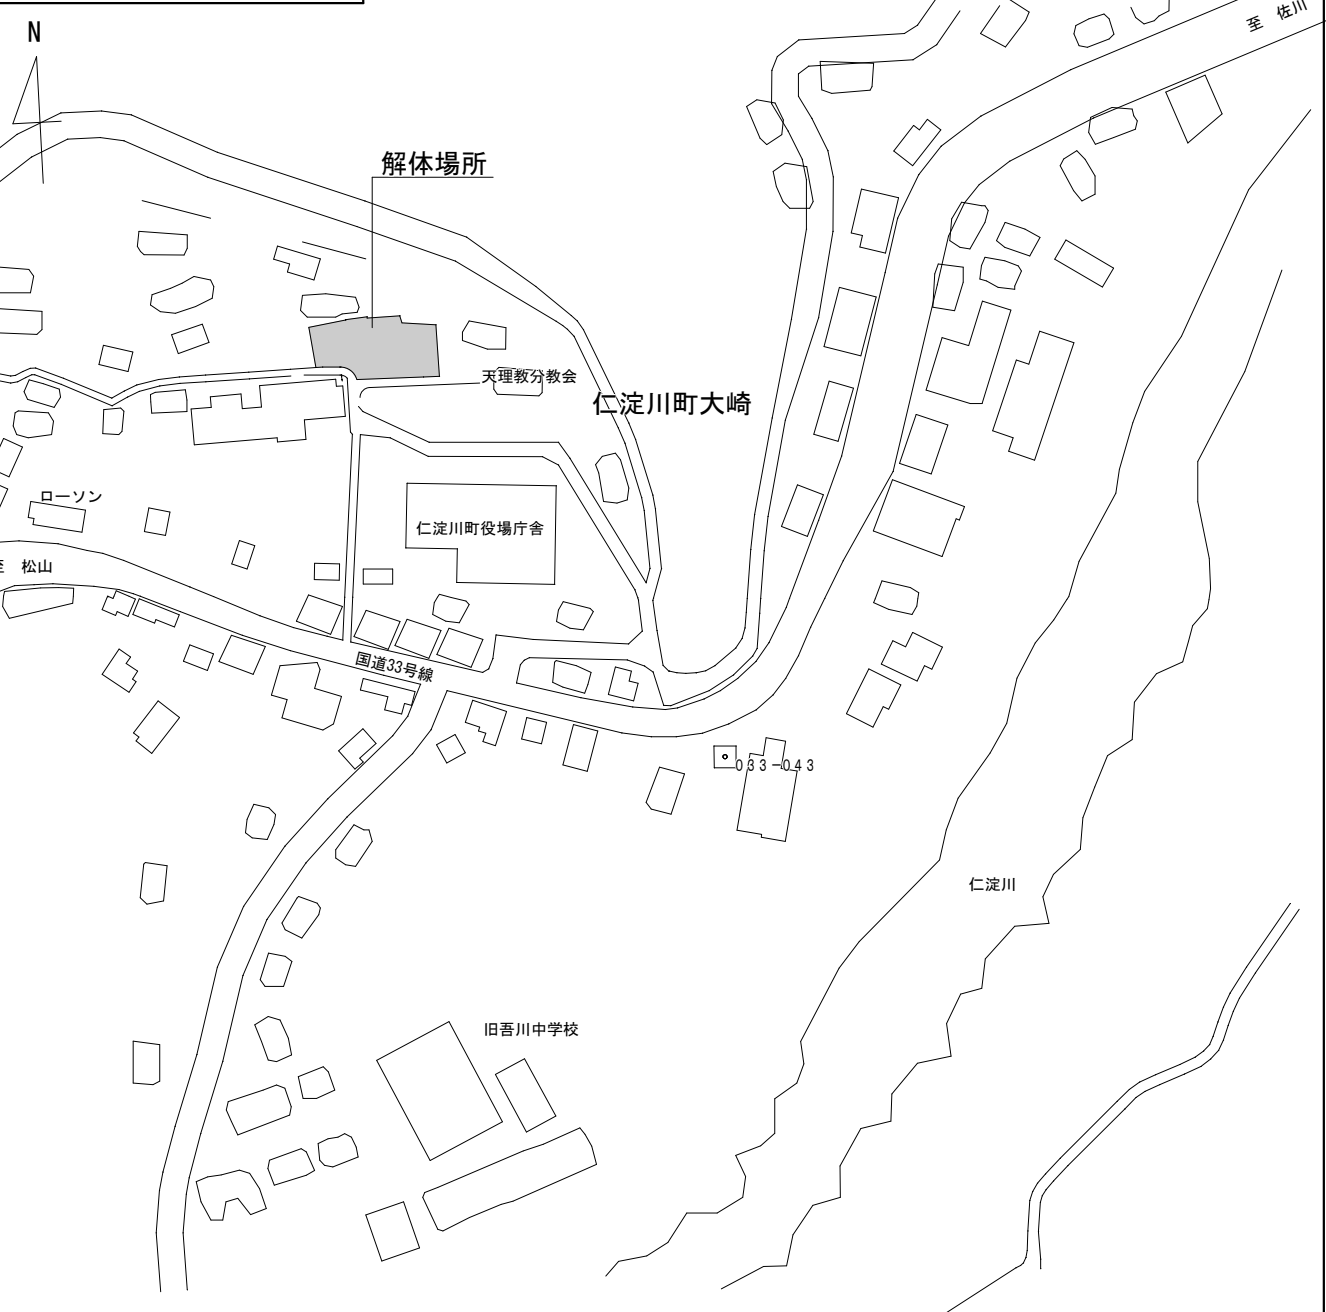 至 佐川
N
解体場所
天理教分教会
仁淀川町大崎
ローソン
仁淀川町役場庁舎
至 松山
国道33号線
033-043
仁淀川
旧吾川中学校